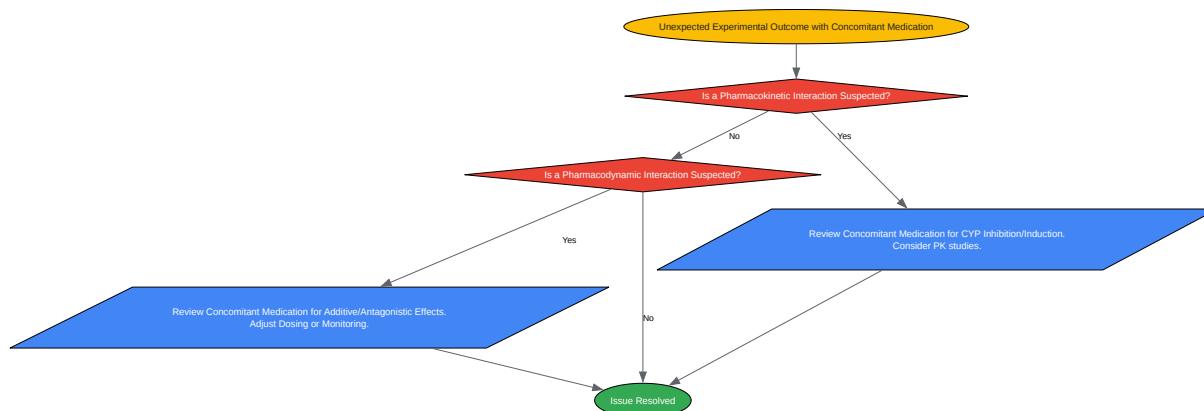 Unexpected Experimental Outcome with Concomitant Medication
Is a Pharmacokinetic Interaction Suspected?
No
Yes
Is a Pharmacodynamic Interaction Suspected?
Review Concomitant Medication for CYP Inhibition/Induction.
Consider PK studies.
Yes
Review Concomitant Medication for Additive/Antagonistic Effects.
Adjust Dosing or Monitoring.
No
Issue Resolved